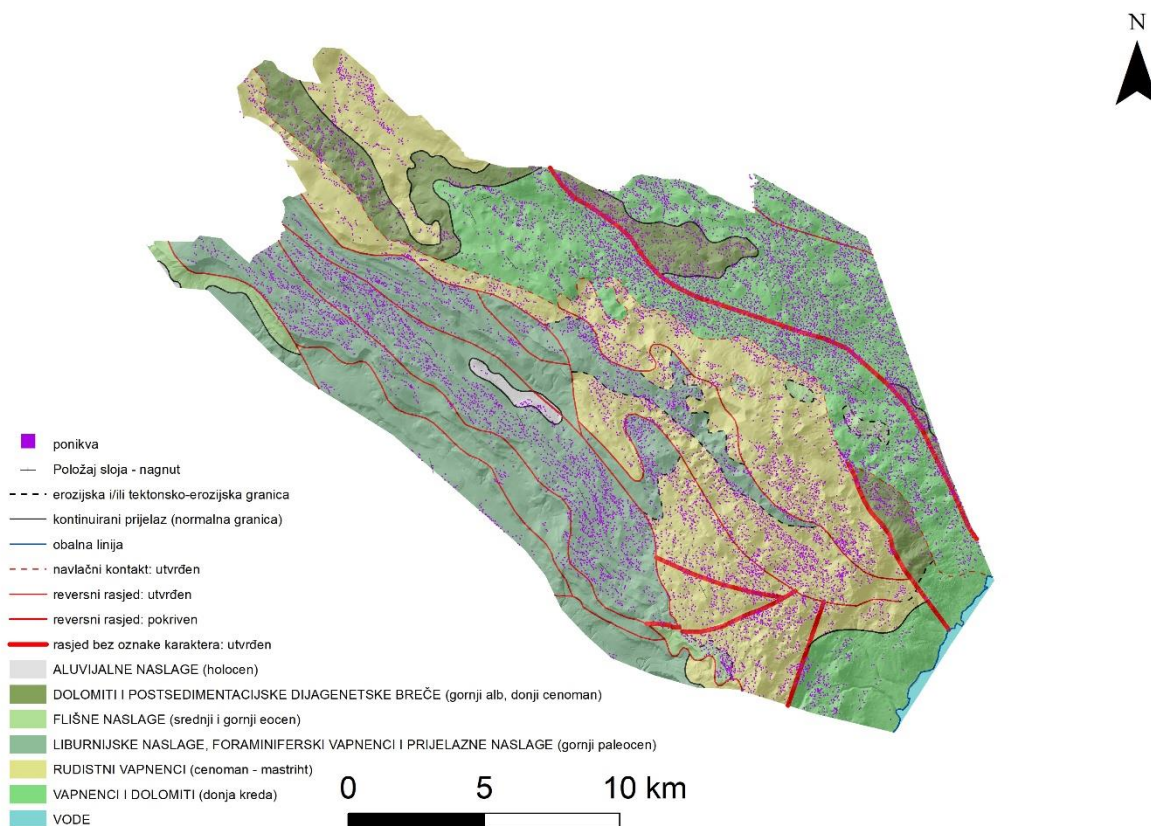 N
ponikva
Položaj sloja - nagnut
erozijska i/ili tektonsko-erozijska granica
kontinuirani prijelaz (normalna granica)
obalna linija
navlačni kontakt: utvrđen
reversni rasjed: utvrđen
reversni rasjed: pokriven
rasjed bez oznake karaktera: utvrđen
ALUVIJALNE NASLAGE (holocen)
DOLOMITI I POSTSEDIMENTACIJSKE DIJAGENETSKE BREČE (gornji alb, donji cenoman)
FLIŠNE NASLAGE (srednji i gornji eocen)
LIBURNIJSKE NASLAGE, FORAMINIFERSKI VAPNENCI I PRIJELAZNE NASLAGE (gornji paleocen)
RUDISTNI VAPNENCI (cenoman - mastriht)
VAPNENCI I DOLOMITI (donja kreda)
VODE
0 5 10 km